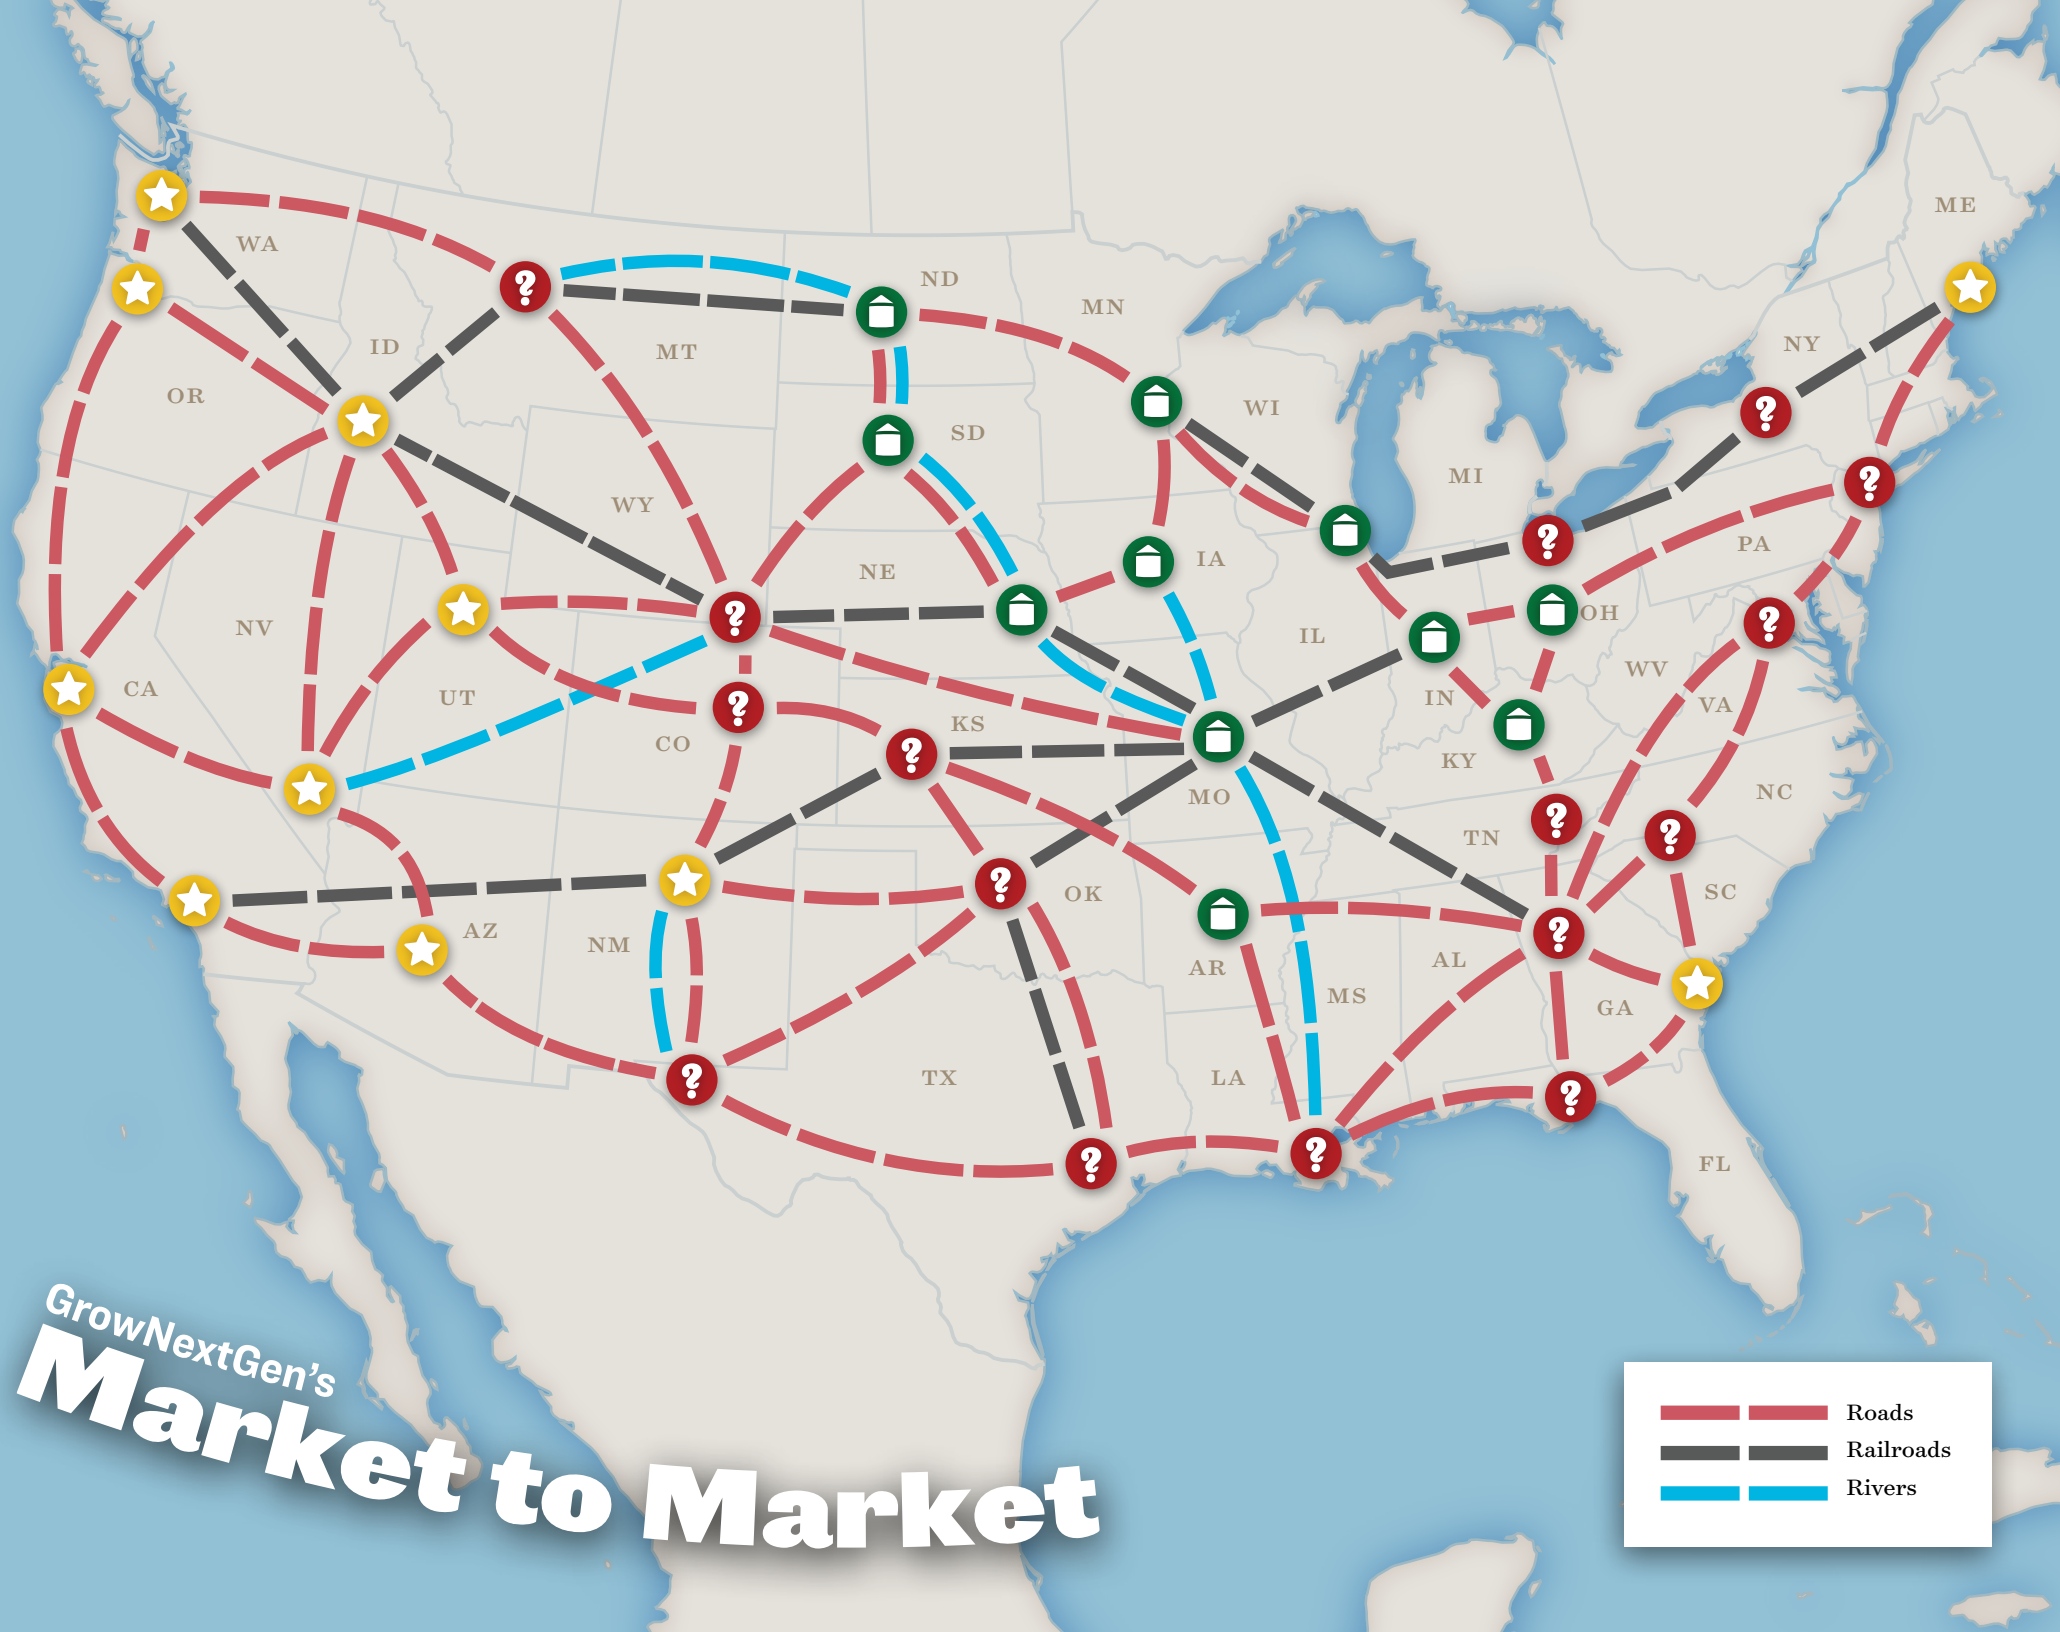 ME
WA
ND
MN
NY
ID
MT
OR
WI
SD
MI
WY
PA
IA
NE
OH
NV
IL
WV
CA
UT
IN
VA
KS
CO
KY
NC
MO
TN
SC
OK
AZ
NM
AL
AR
MS
GA
TX
LA
FL
GrowNextGen's
Market to Market
Roads
Railroads
Rivers